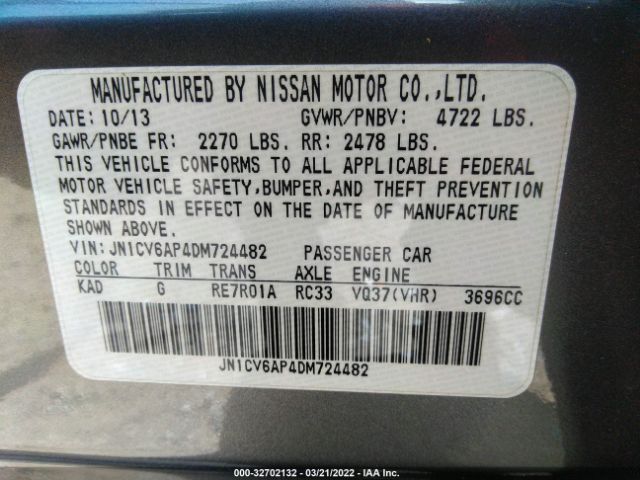 MANUFACTURED BY NISSAN MOTOR CO.,LTD.
DATE: 10/13 GVWR/PNBV: 4722 LBS.
GAWR/PNBE FR: 2270 LBS. RR: 2478 LBS.
THIS VEHICLE CONFORMS TO ALL APPLICABLE FEDERAL
MOTOR VEHICLE SAFETY,BUMPER,AND THEFT PREVENTION
STANDARDS IN EFFECT ON THE DATE OF MANUFACTURE
SHOWN ABOVE.
VIN: JN1CV6AP4DM724482 PASSENGER CAR
COLOR TRIM TRANS AXLE ENGINE
KAD G RE7R01A RC33 VQ37(VHR) 3696CC
JN1CV6AP4DM724482
000-32702132 - 03/21/2022 - IAA Inc.